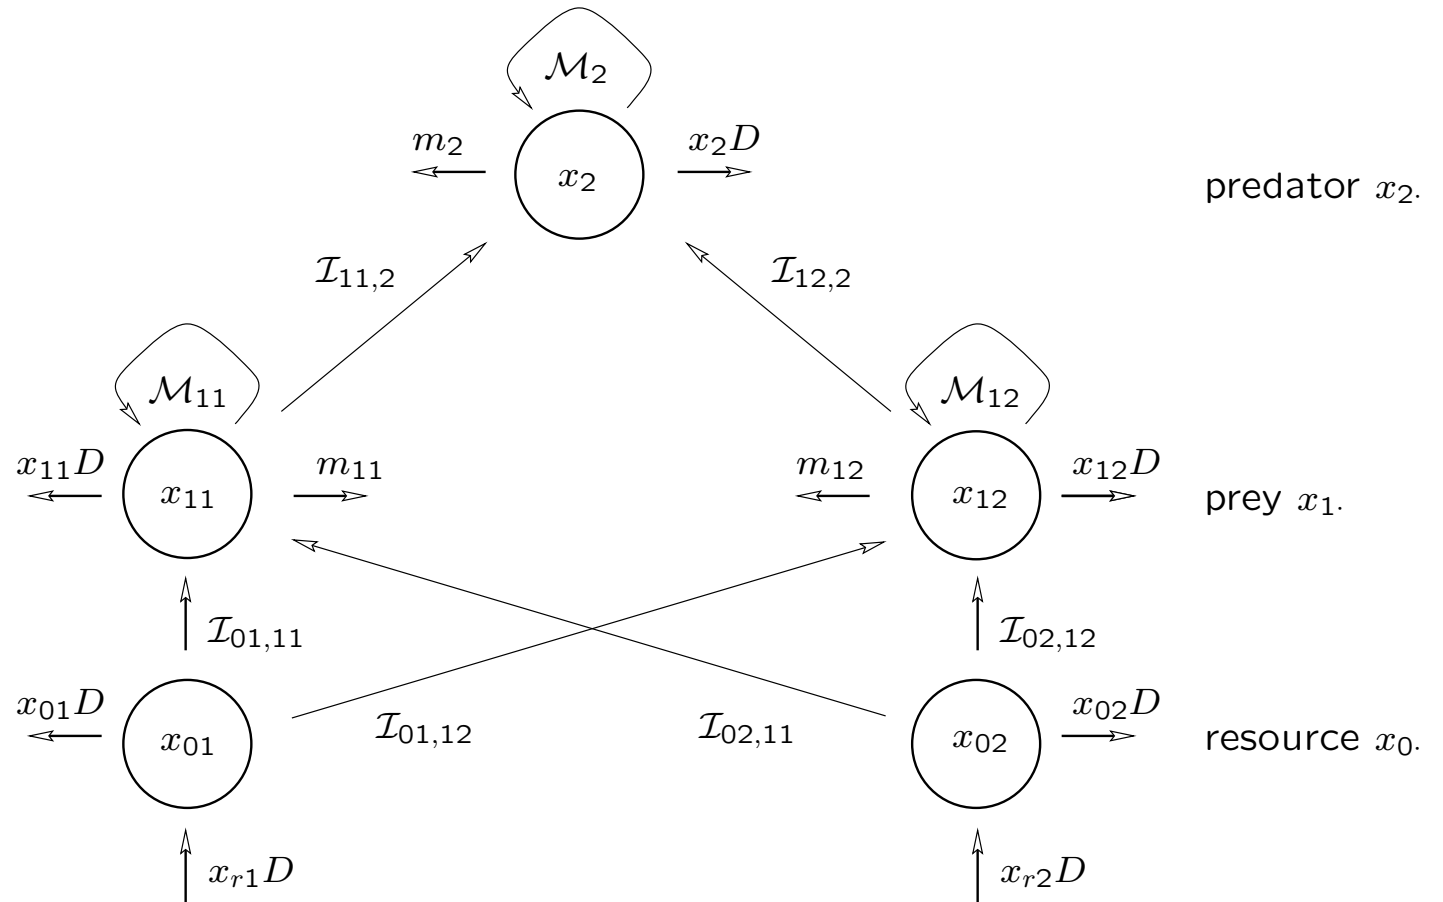 ℳ₂
m₂ x₂D
x₂ predator x₂.
ℐ₁₁,₂ ℐ₁₂,₂
ℳ₁₁ ℳ₁₂
x₁₁D m₁₁ m₁₂ x₁₂D
x₁₁ x₁₂ prey x₁.
ℐ₀₁,₁₁ ℐ₀₂,₁₂
x₀₁D x₀₂D
x₀₁ ℐ₀₁,₁₂ ℐ₀₂,₁₁ x₀₂ resource x₀.
xᵣ₁D xᵣ₂D